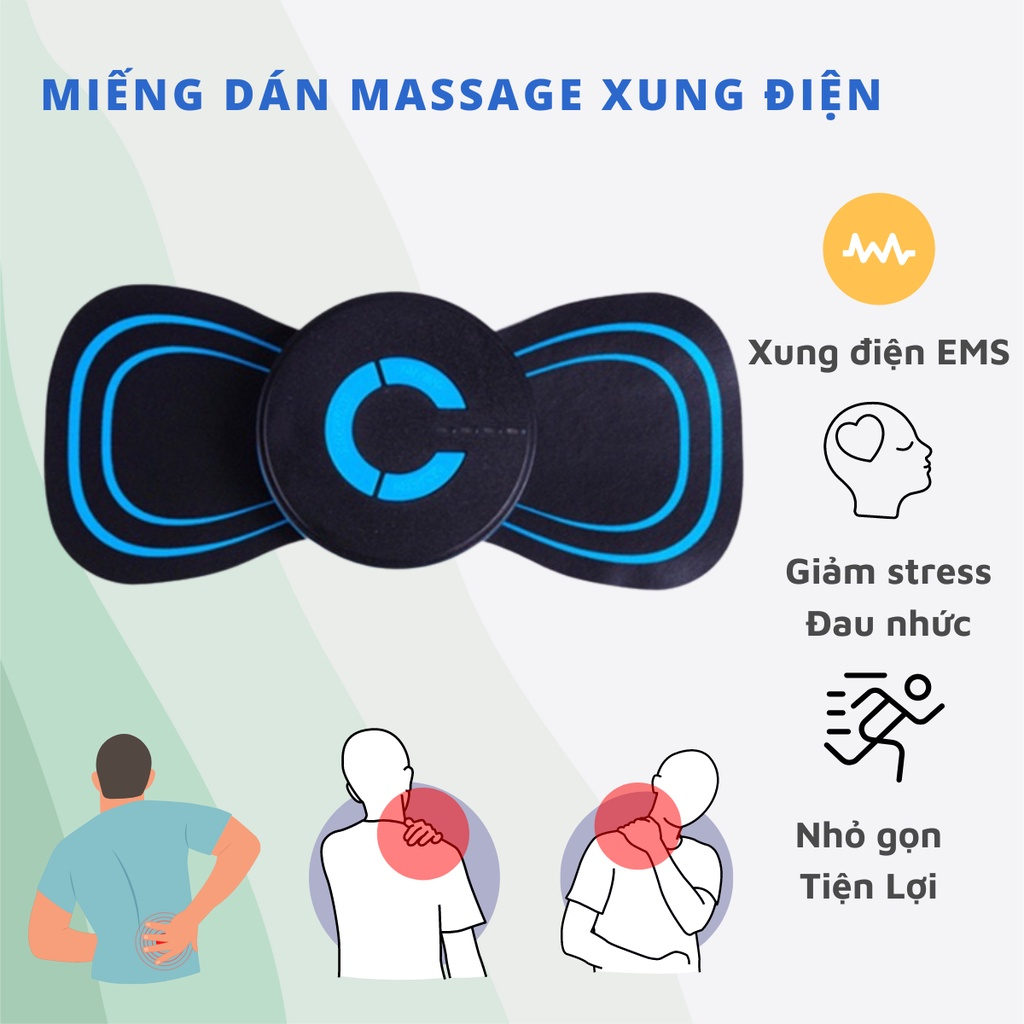 MIẾNG DÁN MASSAGE XUNG ĐIỆN
Xung điện EMS
Giảm stress
Đau nhức
Nhỏ gọn
Tiện Lợi